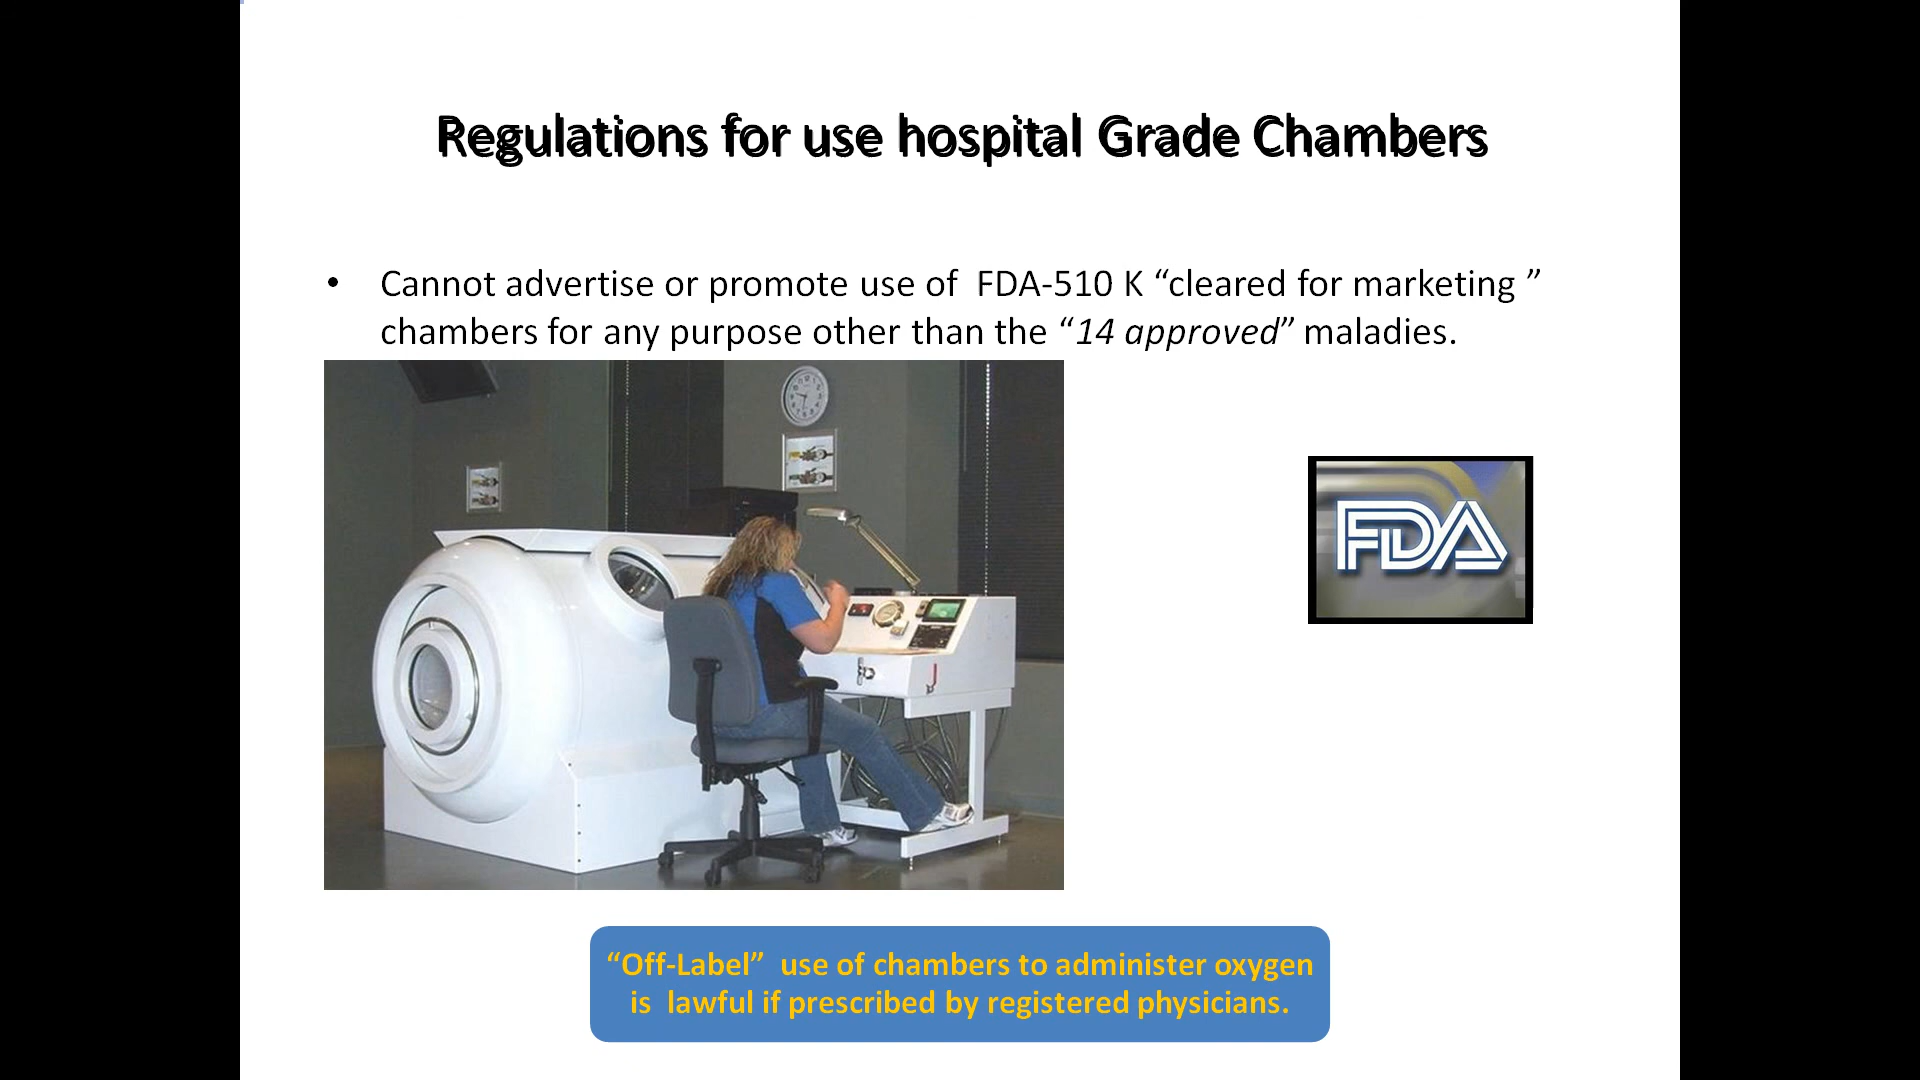 Regulations for use hospital Grade Chambers
• Cannot advertise or promote use of  FDA-510 K “cleared for marketing ”
chambers for any purpose other than the “14 approved” maladies.
FDA
“Off-Label”  use of chambers to administer oxygen
is  lawful if prescribed by registered physicians.